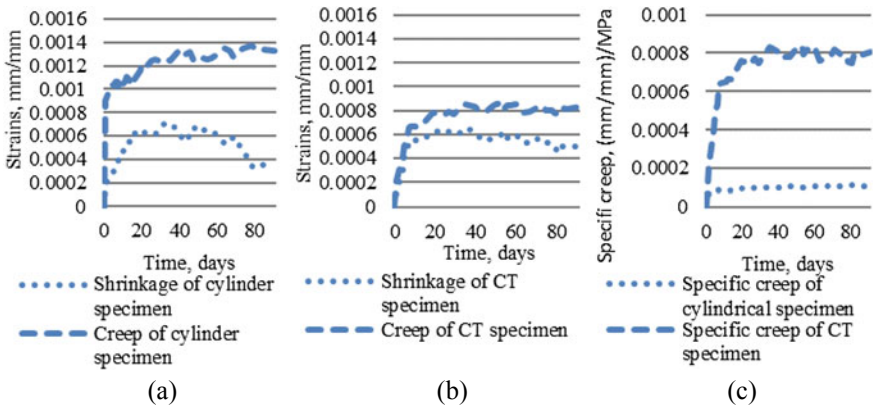 0.0016
0.0014
0.0012
0.001
0.0008
0.0006
0.0004
0.0002
0
Strains, mm/mm
0 20 40 60 80
Time, days
Shrinkage of cylinder
specimen
Creep of cylinder
specimen
(a)
0.0016
0.0014
0.0012
0.001
0.0008
0.0006
0.0004
0.0002
0
Strains, mm/mm
0 20 40 60 80
Time, days
Shrinkage of CT
specimen
Creep of CT specimen
(b)
0.001
0.0008
0.0006
0.0004
0.0002
0
Specifi creep, (mm/mm)/MPa
0 20 40 60 80
Time, days
Specific creep of
cylindrical specimen
Specific creep of CT
specimen
(c)